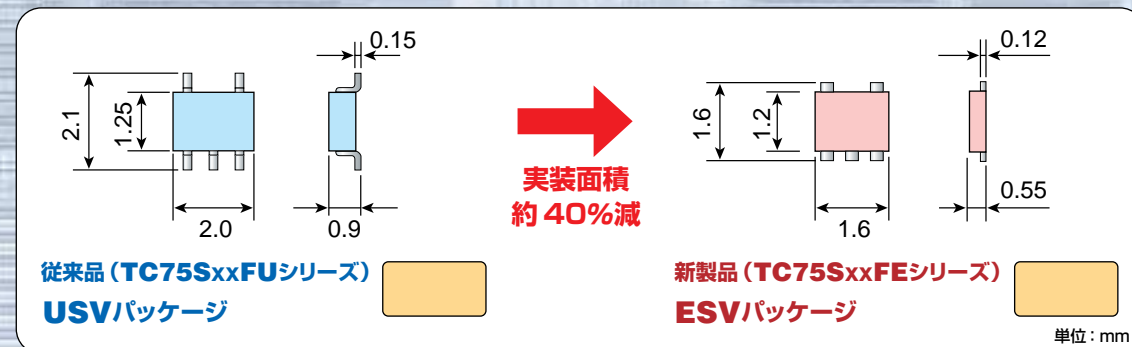 0.15
2.1
1.25
2.0
0.9
実装面積
約40%減
0.12
1.6
1.2
1.6
0.55
従来品(TC75SxxFUシリーズ)
USVパッケージ
新製品(TC75SxxFEシリーズ)
ESVパッケージ
単位:mm